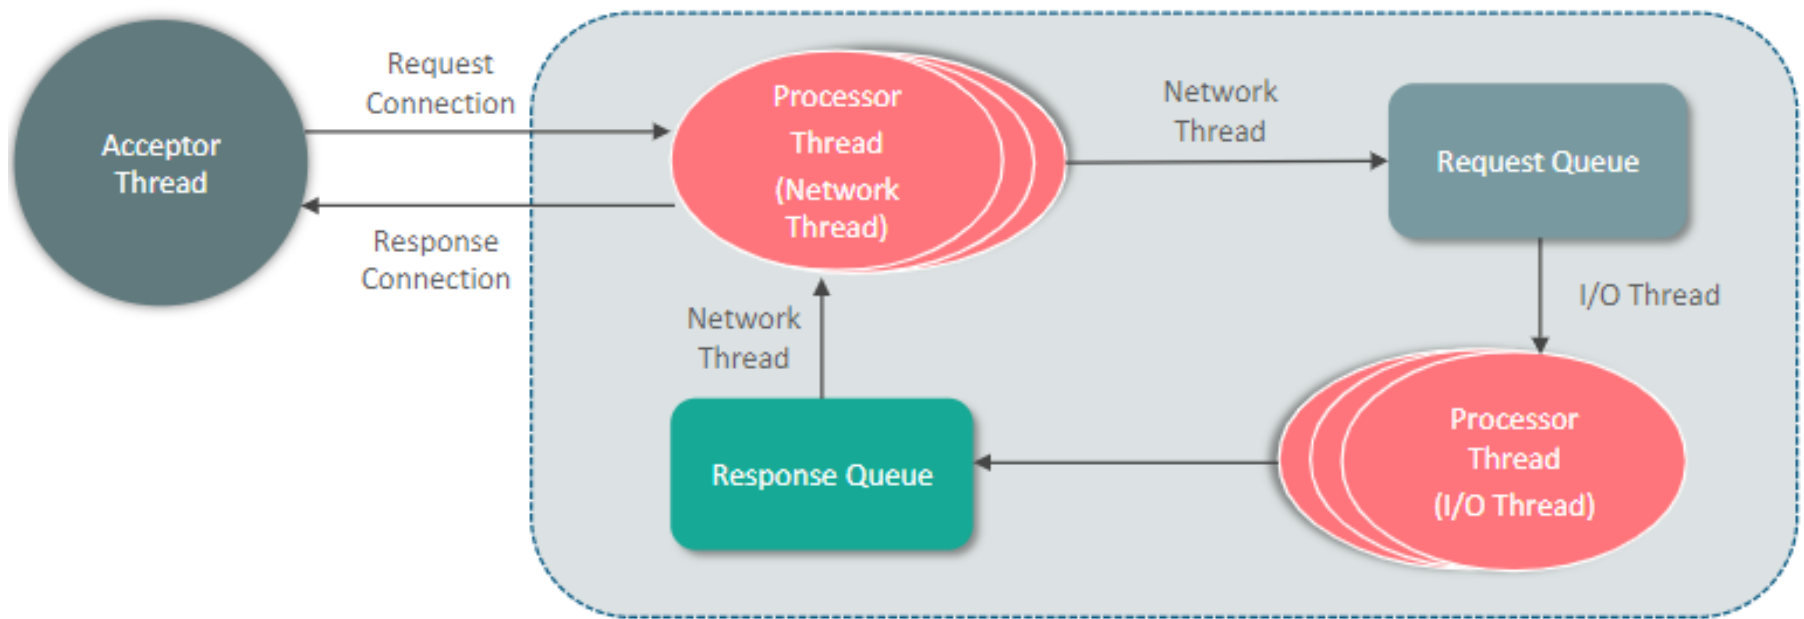 Acceptor
Thread
Request
Connection
Response
Connection
Processor
Thread
(Network
Thread)
Network
Thread
Request Queue
I/O Thread
Processor
Thread
(I/O Thread)
Response Queue
Network
Thread